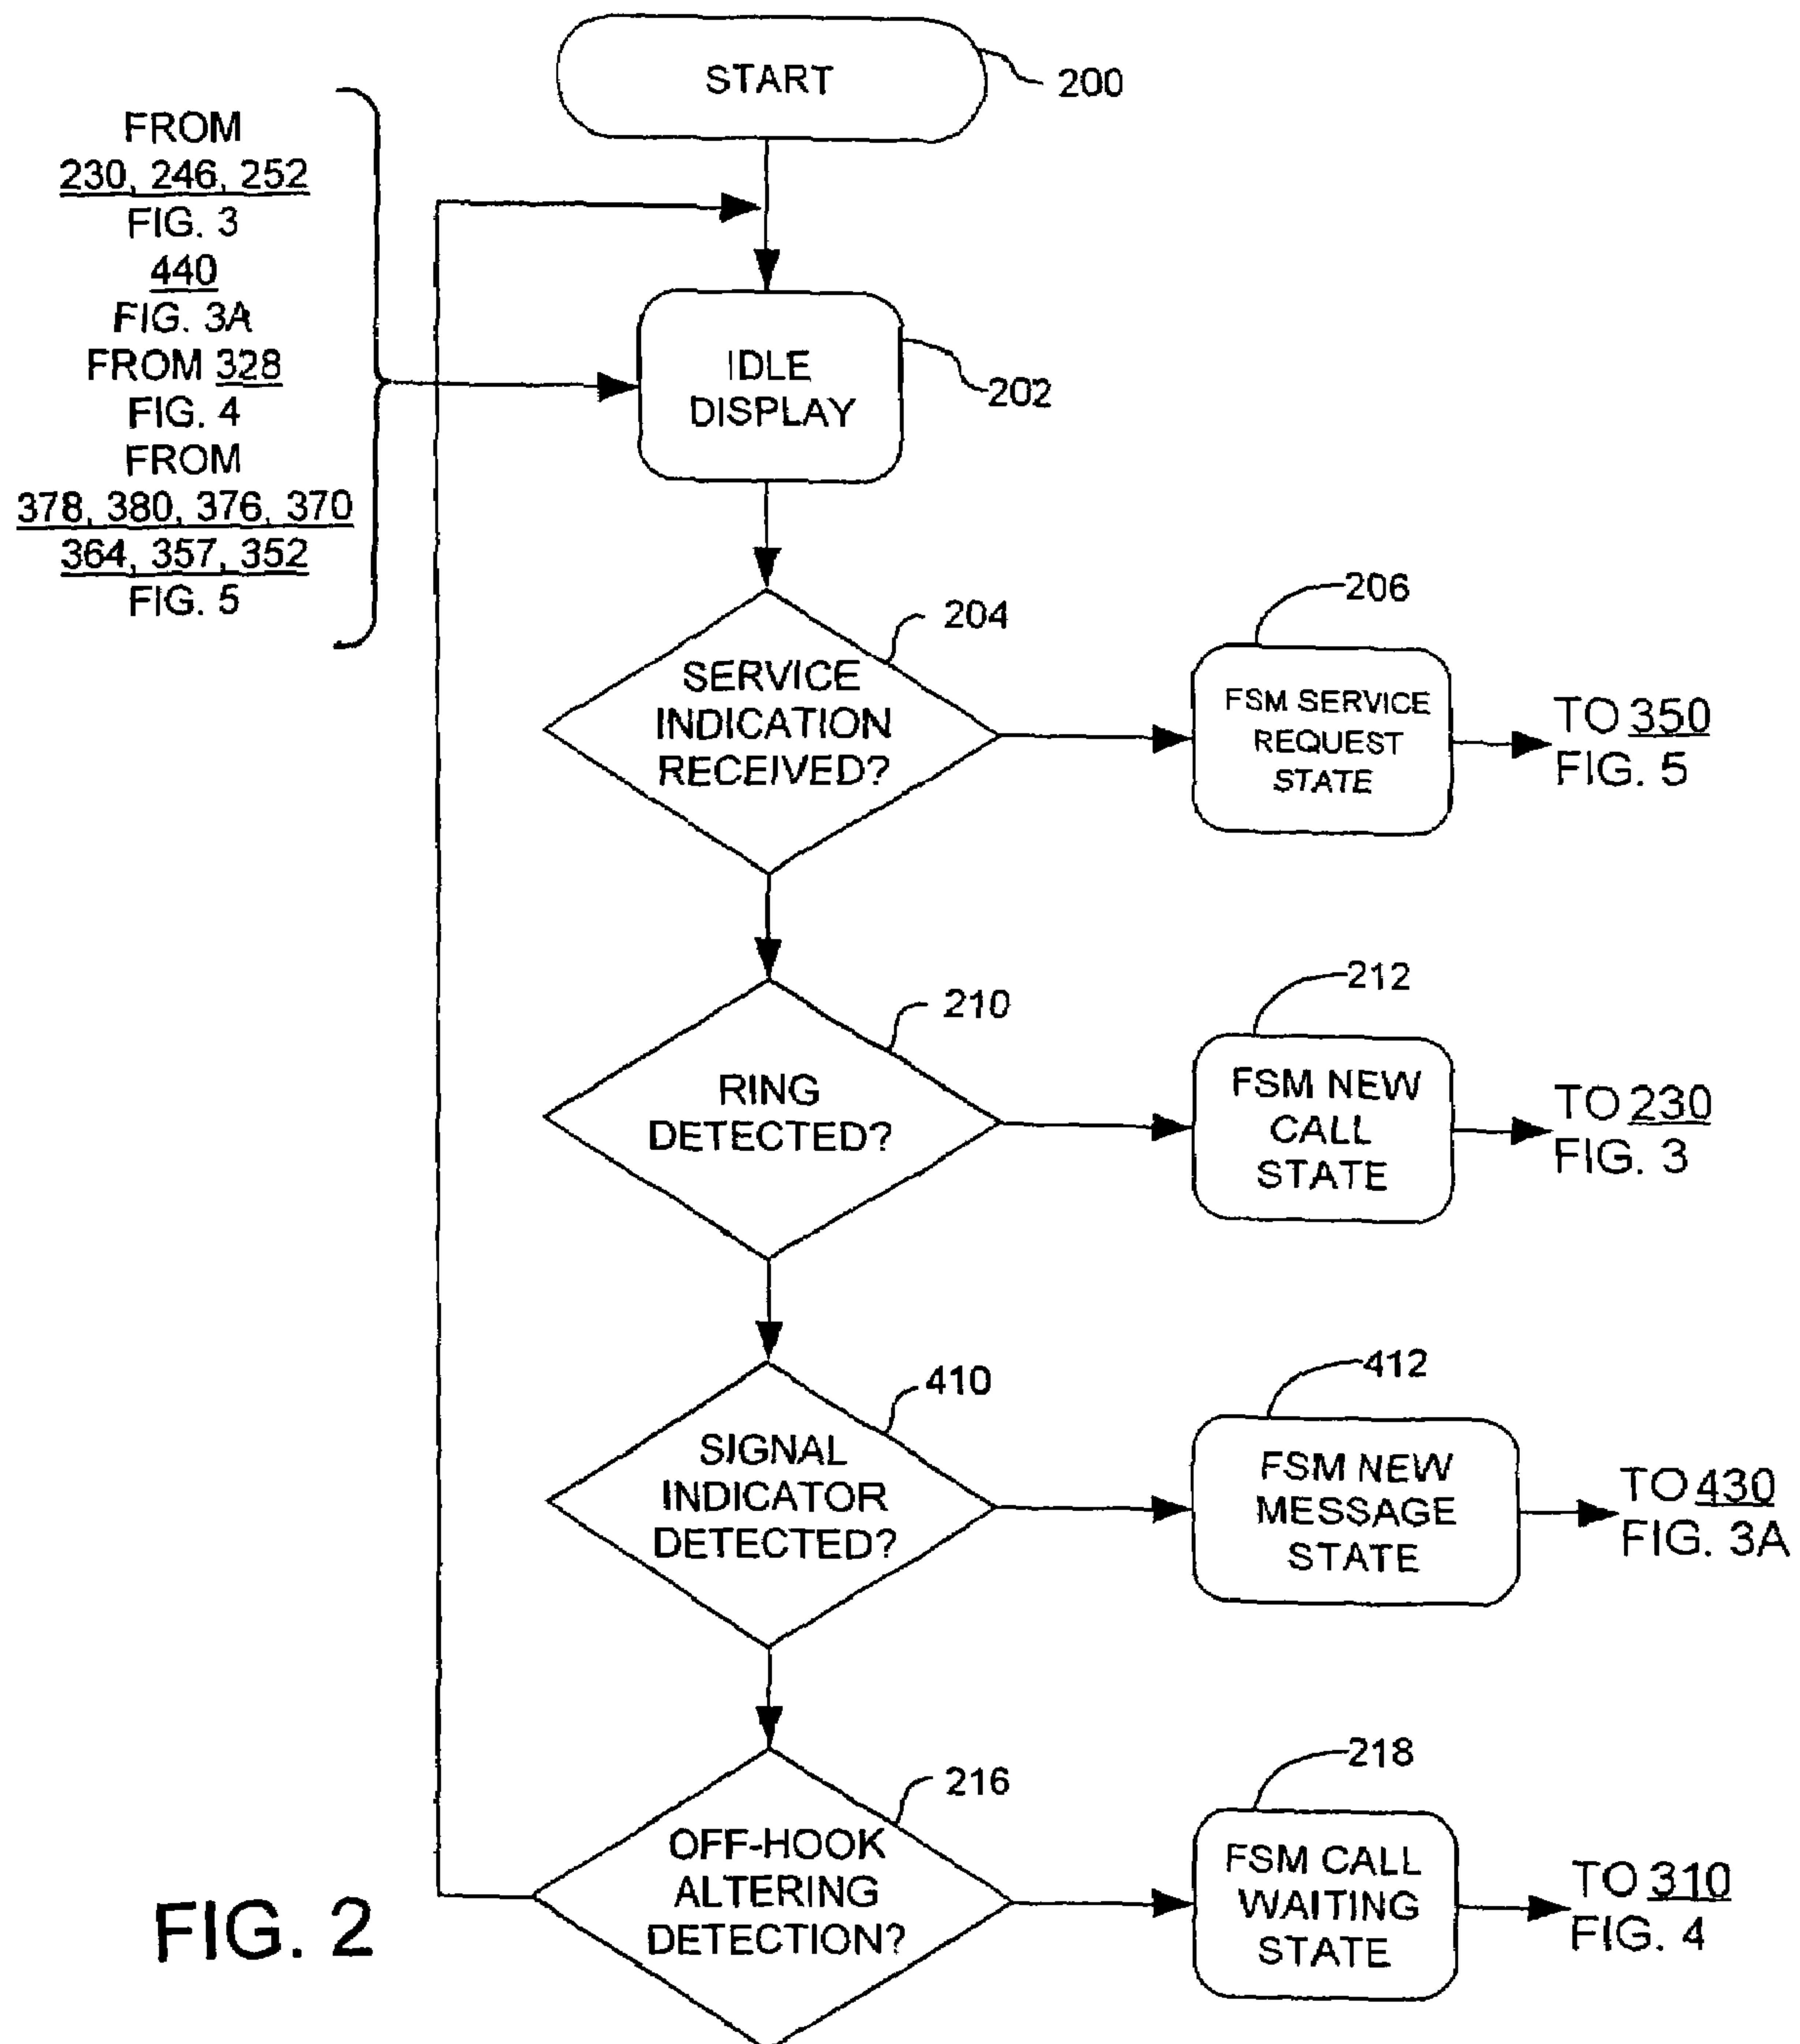 START
200
FROM
230, 246, 252
FIG. 3
440
FIG. 3A
FROM 328
FIG. 4
FROM
378, 380, 376, 370
364, 357, 352
FIG. 5
IDLE
DISPLAY
202
SERVICE
INDICATION
RECEIVED?
204
206
FSM SERVICE
REQUEST
STATE
TO 350
FIG. 5
RING
DETECTED?
210
212
FSM NEW
CALL
STATE
TO 230
FIG. 3
SIGNAL
INDICATOR
DETECTED?
410
412
FSM NEW
MESSAGE
STATE
TO 430
FIG. 3A
OFF-HOOK
ALTERING
DETECTION?
216
218
FSM CALL
WAITING
STATE
TO 310
FIG. 4
FIG. 2